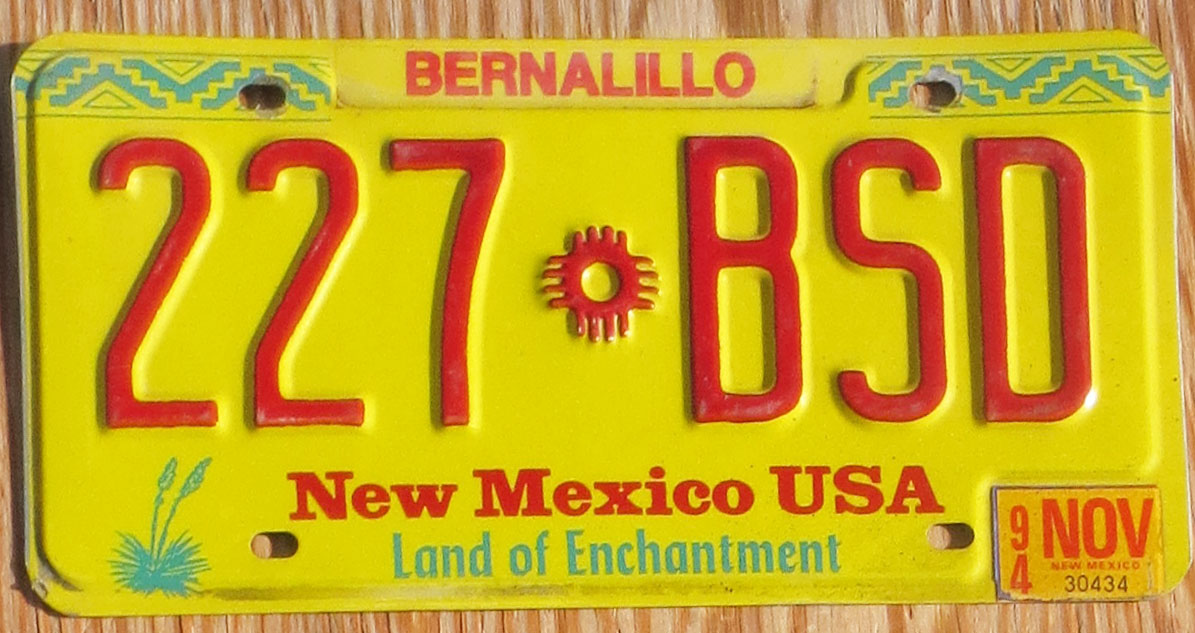 BERNALILLO
227 BSD
New Mexico USA
Land of Enchantment
94 NOV
NEW MEXICO
30434